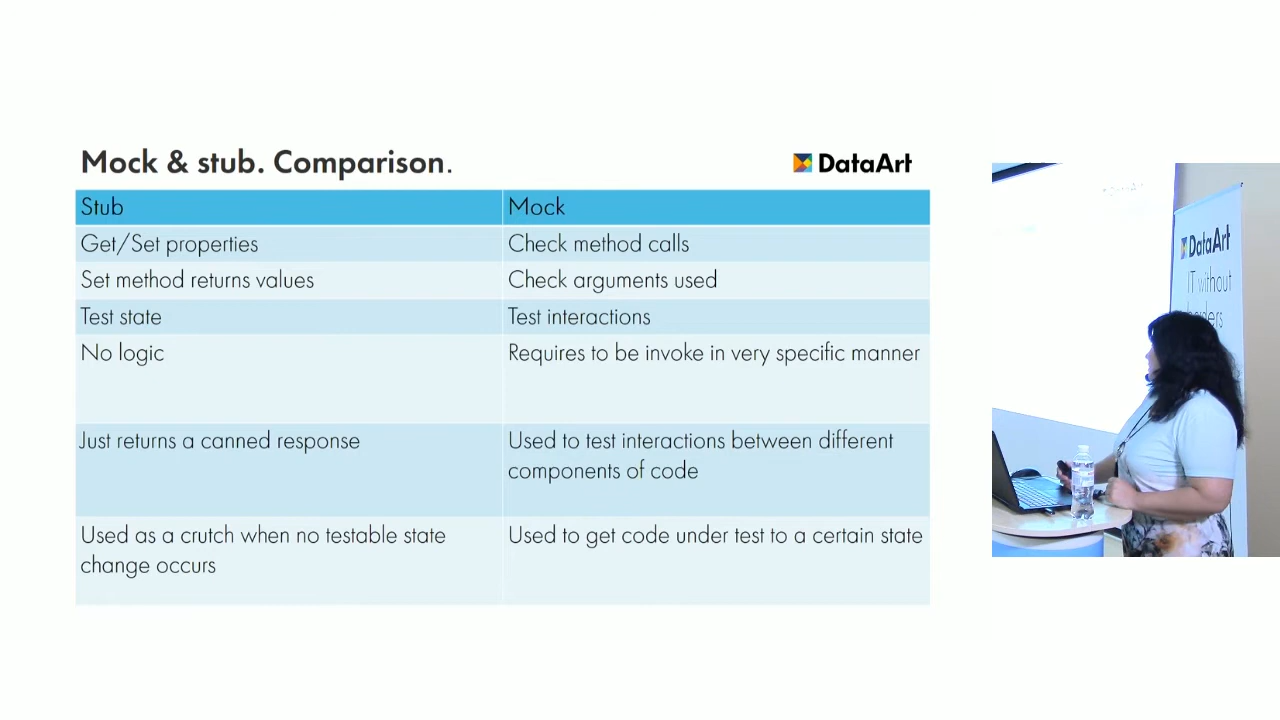 Mock & stub. Comparison.
DataArt
Stub
Mock
Get/Set properties
Check method calls
Set method returns values
Check arguments used
Test state
Test interactions
No logic
Requires to be invoke in very specific manner
Just returns a canned response
Used to test interactions between different
components of code
Used as a crutch when no testable state
change occurs
Used to get code under test to a certain state
DataArt
IT without